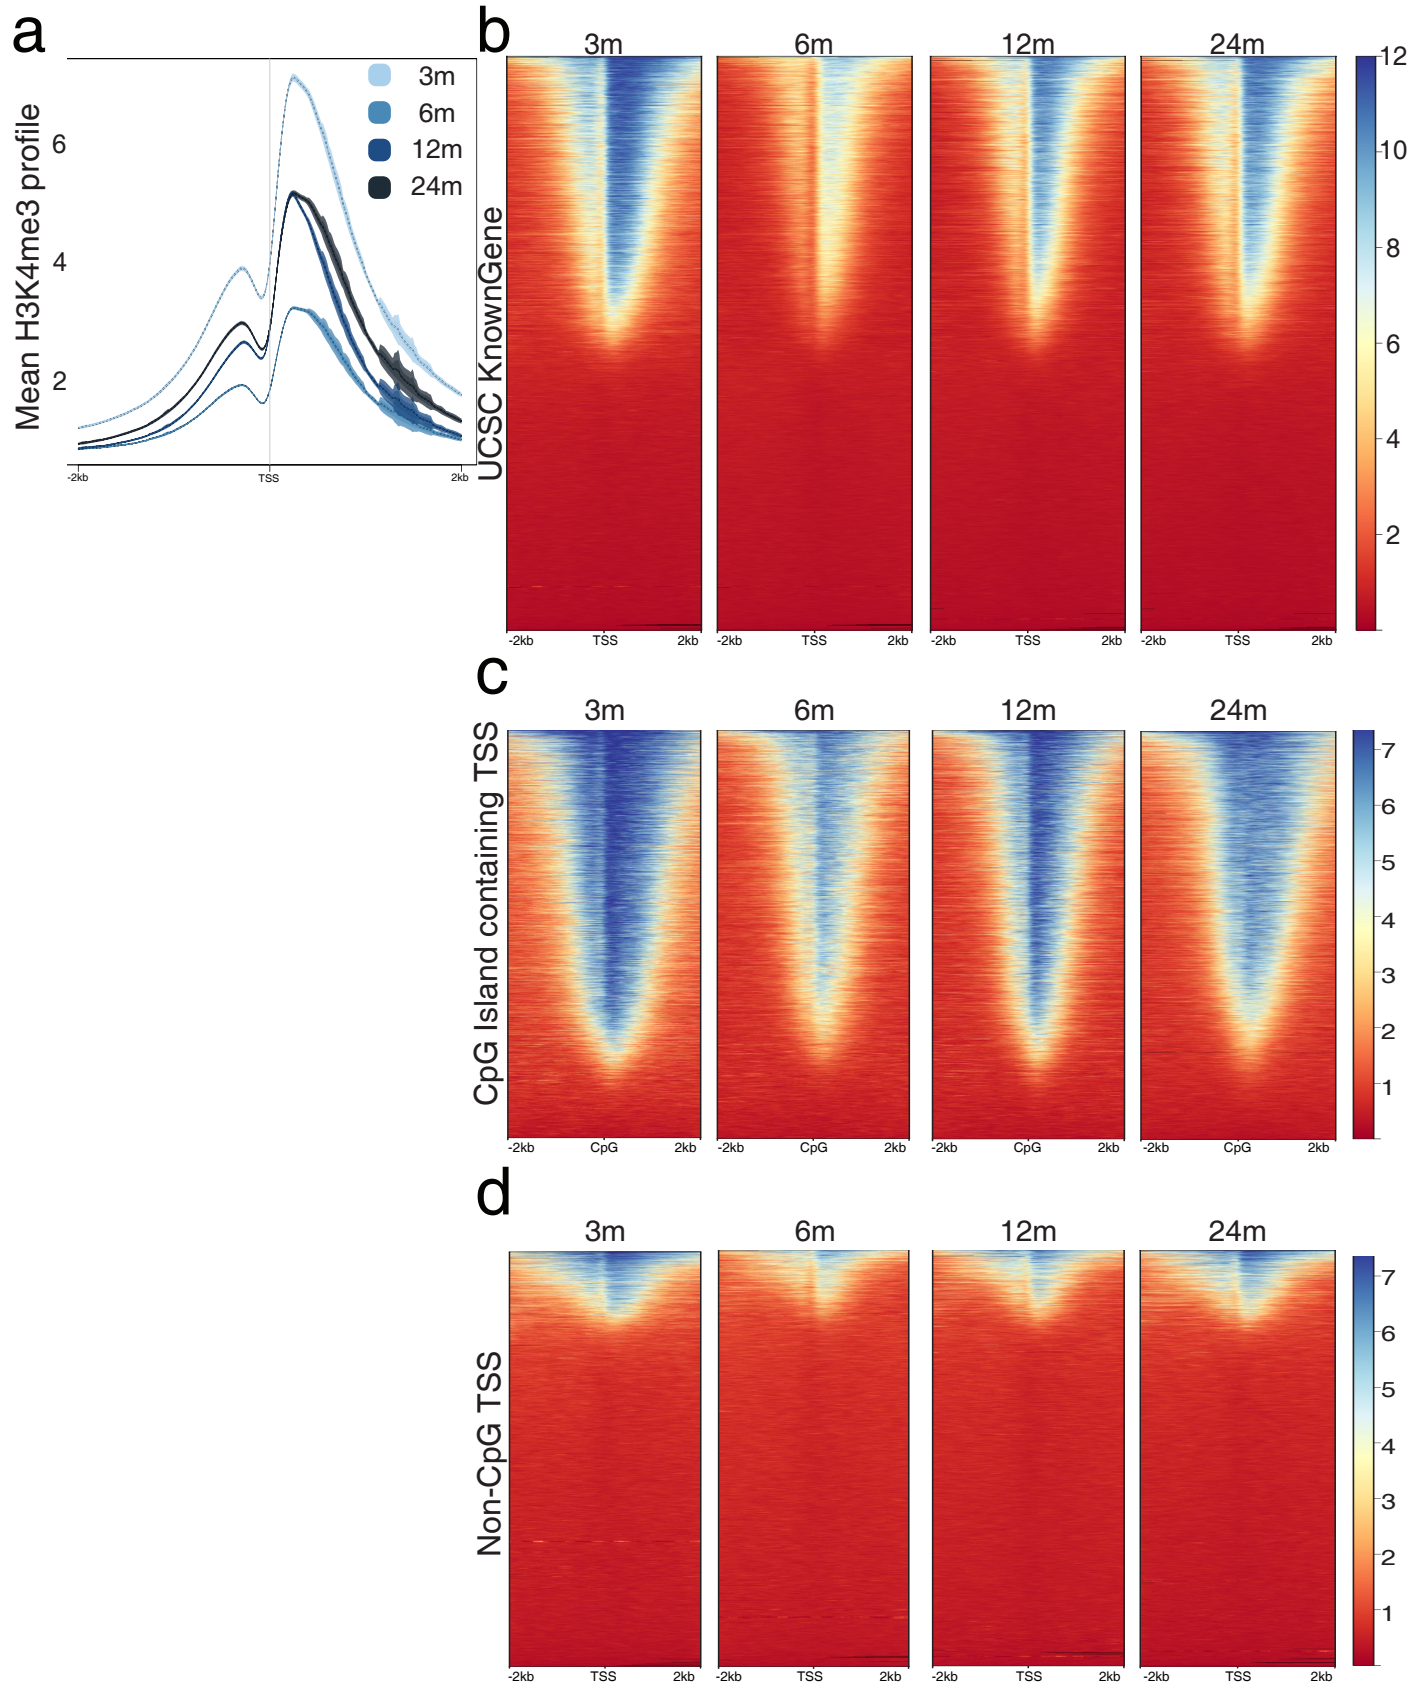 a
Mean H3K4me3 profile
6
4
2
3m
6m
12m
24m
-2kb TSS 2kb
b
UCSC KnownGene
3m 6m 12m 24m
12
10
8
6
4
2
-2kb TSS 2kb -2kb TSS 2kb -2kb TSS 2kb -2kb TSS 2kb
c
CpG Island containing TSS
3m 6m 12m 24m
7
6
5
4
3
2
1
-2kb CpG 2kb -2kb CpG 2kb -2kb CpG 2kb -2kb CpG 2kb
d
Non-CpG TSS
3m 6m 12m 24m
7
6
5
4
3
2
1
-2kb TSS 2kb -2kb TSS 2kb -2kb TSS 2kb -2kb TSS 2kb